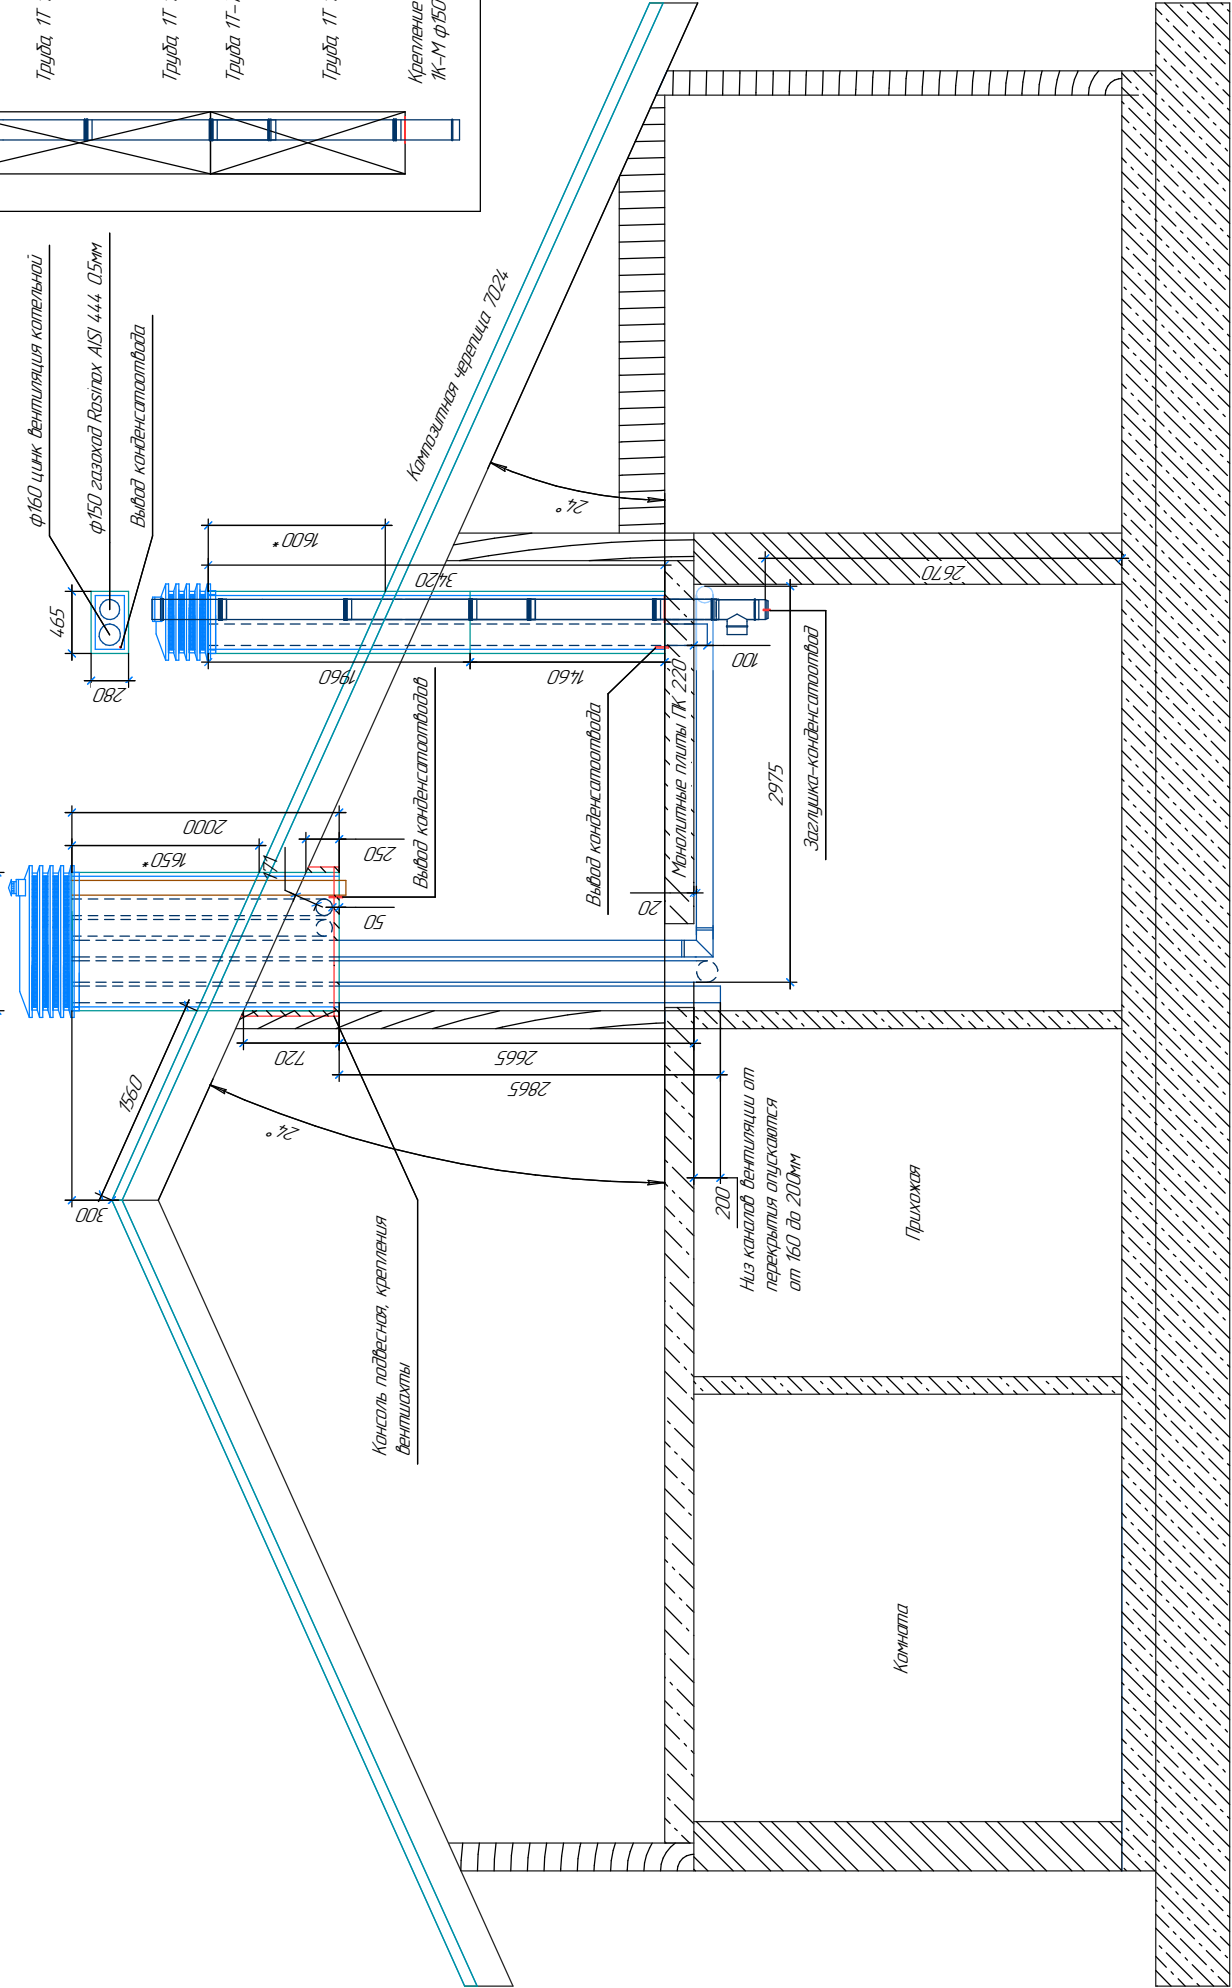 Труба, 1Т
Труба, 1Т
Труба 1Т-
Труба, 1Т
Крепление
1К-М ф150
ф160 цинк вентиляция котельной
ф150 газоход Rosinox AISI 444 0.5мм
Вывод конденсатоотвода
465
280
Композитная черепица 7024
24°
1600*
3420
1960
1460
2670
100
Вывод конденсатоотвода
Монолитные плиты ПК 220
2975
Заглушка-конденсатоотвод
20
2000
1650*
171
250
50
Вывод конденсатоотводов
1560
300
720
2665
2865
24°
200
Низ каналов вентиляции от
перекрытия опускаются
от 160 до 200мм
Консоль подвесная, крепления
вентшахты
Прихожая
Комната